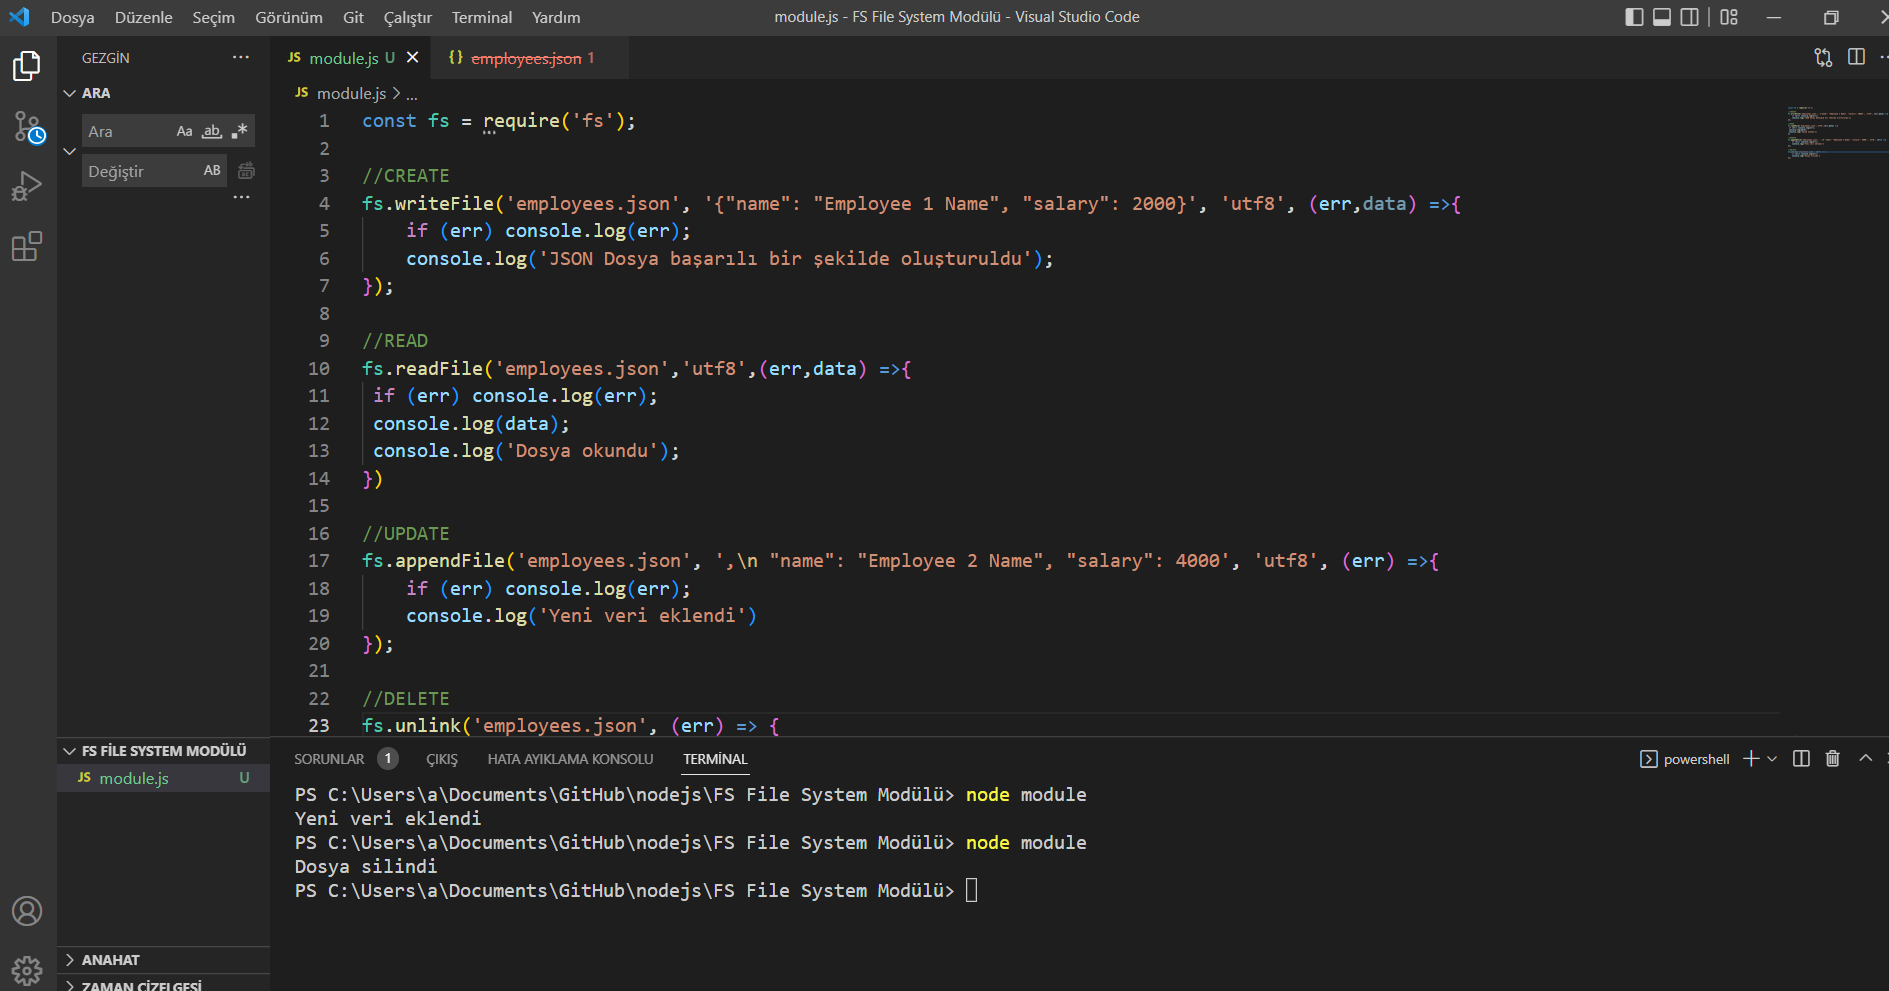 Dosya Düzenle Seçim Görünüm Git Çalıştır Terminal Yardım
module.js - FS File System Modülü - Visual Studio Code
GEZGİN
ARA
Ara Aa ab .*
Değiştir AB
JS module.js U
{} employees.json 1
JS module.js > ...
1 const fs = require('fs');
2
3 //CREATE
4 fs.writeFile('employees.json', '{"name": "Employee 1 Name", "salary": 2000}', 'utf8', (err,data) =>{
5 if (err) console.log(err);
6 console.log('JSON Dosya başarılı bir şekilde oluşturuldu');
7 });
8
9 //READ
10 fs.readFile('employees.json','utf8',(err,data) =>{
11 if (err) console.log(err);
12 console.log(data);
13 console.log('Dosya okundu');
14 })
15
16 //UPDATE
17 fs.appendFile('employees.json', ',\n "name": "Employee 2 Name", "salary": 4000', 'utf8', (err) =>{
18 if (err) console.log(err);
19 console.log('Yeni veri eklendi')
20 });
21
22 //DELETE
23 fs.unlink('employees.json', (err) => {
FS FİLE SYSTEM MODÜLÜ
JS module.js U
ANAHAT
ZAMAN ÇİZELGESİ
SORUNLAR 1 ÇIKIŞ HATA AYIKLAMA KONSOLU TERMİNAL
powershell
PS C:\Users\a\Documents\GitHub\nodejs\FS File System Modülü> node module
Yeni veri eklendi
PS C:\Users\a\Documents\GitHub\nodejs\FS File System Modülü> node module
Dosya silindi
PS C:\Users\a\Documents\GitHub\nodejs\FS File System Modülü>